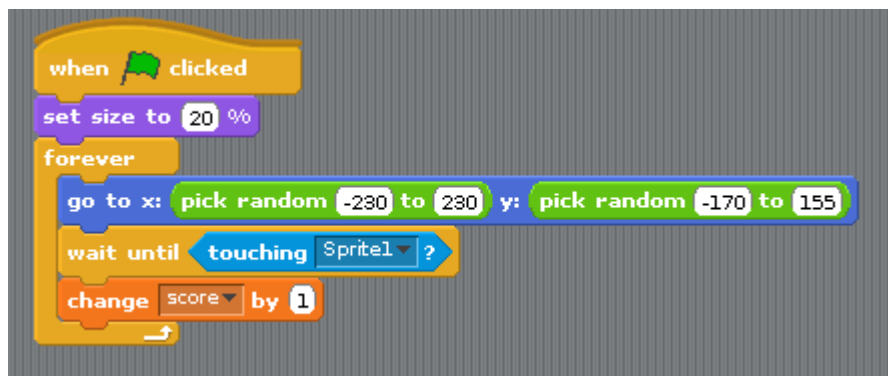 when clicked
set size to 20 %
forever
go to x: pick random -230 to 230 y: pick random -170 to 155
wait until touching Sprite1 ?
change score by 1